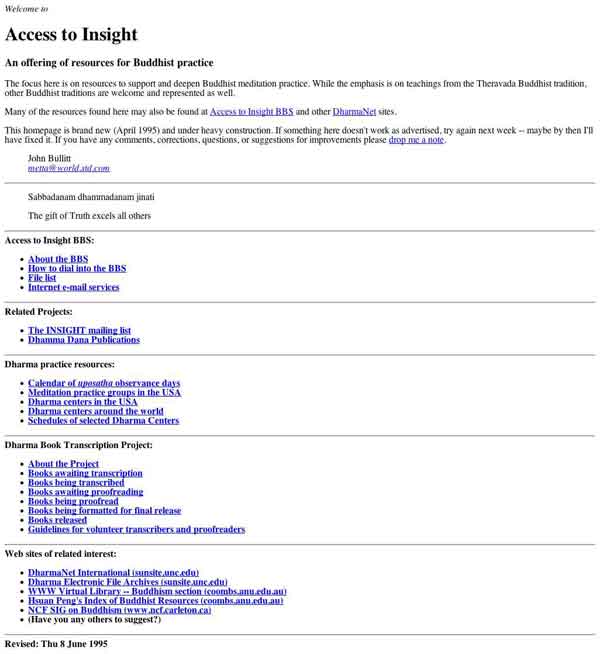 Welcome to
Access to Insight
An offering of resources for Buddhist practice
The focus here is on resources to support and deepen Buddhist meditation practice. While the emphasis is on teachings from the Theravada Buddhist tradition,
other Buddhist traditions are welcome and represented as well.
Many of the resources found here may also be found at Access to Insight BBS and other DharmaNet sites.
This homepage is brand new (April 1995) and under heavy construction. If something here doesn't work as advertised, try again next week -- maybe by then I'll
have fixed it. If you have any comments, corrections, questions, or suggestions for improvements please drop me a note.
John Bullitt
metta@world.std.com
Sabbadanam dhammadanam jinati
The gift of Truth excels all others
Access to Insight BBS:
• About the BBS
• How to dial into the BBS
• File list
• Internet e-mail services
Related Projects:
• The INSIGHT mailing list
• Dhamma Dana Publications
Dharma practice resources:
• Calendar of uposatha observance days
• Meditation practice groups in the USA
• Dharma centers in the USA
• Dharma centers around the world
• Schedules of selected Dharma Centers
Dharma Book Transcription Project:
• About the Project
• Books awaiting transcription
• Books being transcribed
• Books awaiting proofreading
• Books being proofread
• Books being formatted for final release
• Books released
• Guidelines for volunteer transcribers and proofreaders
Web sites of related interest:
• DharmaNet International (sunsite.unc.edu)
• Dharma Electronic File Archives (sunsite.unc.edu)
• WWW Virtual Library -- Buddhism section (coombs.anu.edu.au)
• Hsuan Peng's Index of Buddhist Resources (coombs.anu.edu.au)
• NCF SIG on Buddhism (www.ncf.carleton.ca)
• (Have you any others to suggest?)
Revised: Thu 8 June 1995